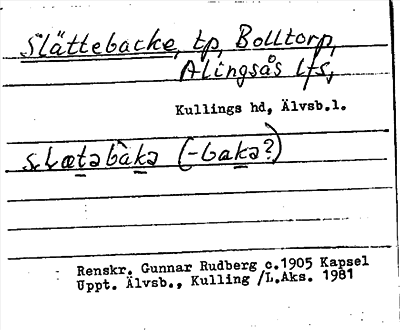 Slättebacke, tp, Bolltorp,
Alingsås lfs,
Kullings hd, Älvsb.l.
slætəbàkə (-bakə?)
Renskr. Gunnar Rudberg c.1905 Kapsel
Uppt. Älvsb., Kulling /L.Aks. 1981